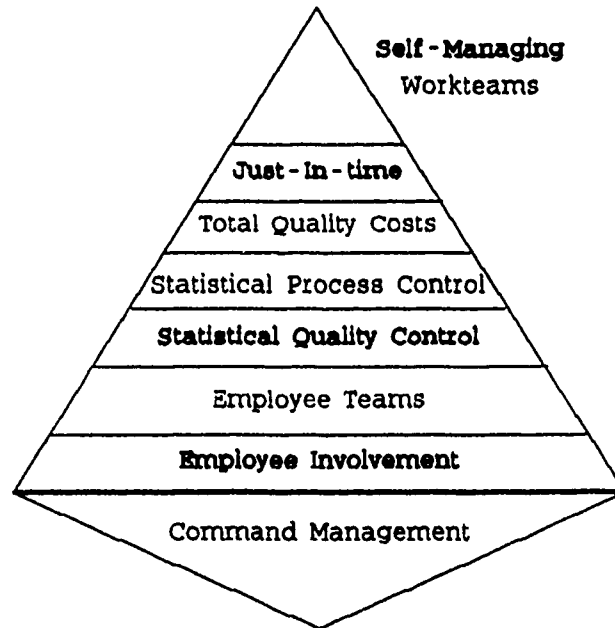 Self-Managing
Workteams
Just-In-time
Total Quality Costs
Statistical Process Control
Statistical Quality Control
Employee Teams
Employee Involvement
Command Management